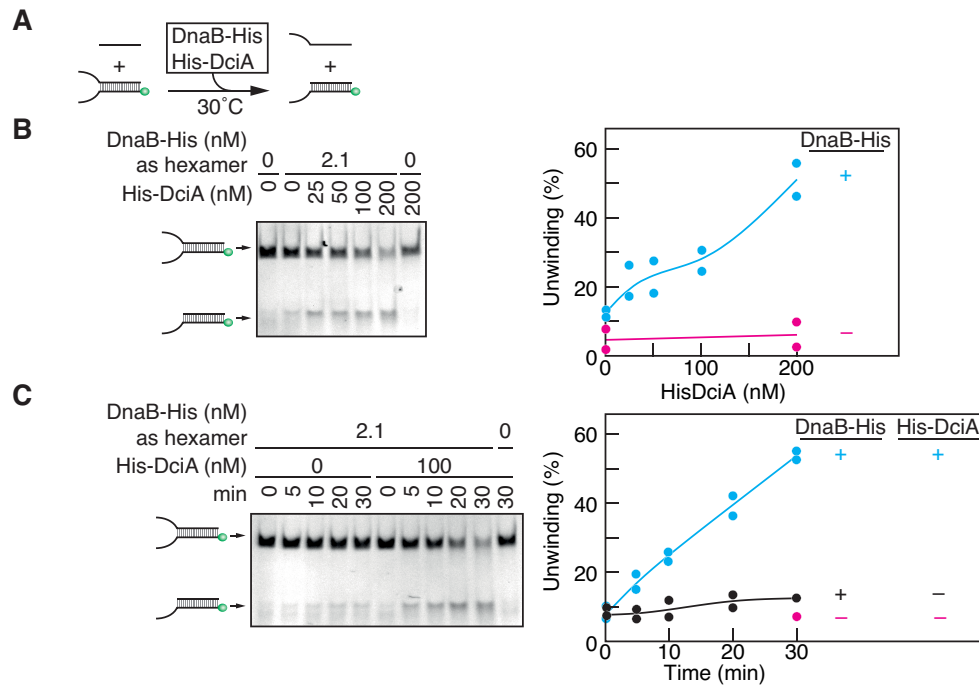 A
DnaB-His
His-DciA
+ +
30˚C
B
DnaB-His (nM)
as hexamer
0 2.1 0
His-DciA (nM)
0 0 25 50 100 200 200
DnaB-His
+
−
Unwinding (%)
60
40
20
0
0 100 200
HisDciA (nM)
C
DnaB-His (nM)
as hexamer
2.1 0
His-DciA (nM)
0 100
min
0 5 10 20 30 0 5 10 20 30 30
DnaB-His His-DciA
+ +
+ −
− −
Unwinding (%)
60
40
20
0
0 10 20 30
Time (min)